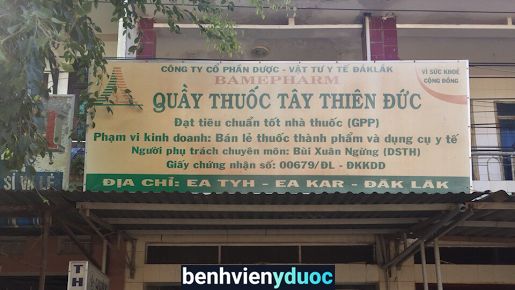 CÔNG TY CỔ PHẦN DƯỢC - VẬT TƯ Y TẾ ĐĂKLĂK
BAMEPHARM
VÌ SỨC KHOẺ
CỘNG ĐỒNG
QUẦY THUỐC TÂY THIÊN ĐỨC
Đạt tiêu chuẩn tốt nhà thuốc (GPP)
Phạm vi kinh doanh: Bán lẻ thuốc thành phẩm và dụng cụ y tế
Người phụ trách chuyên môn: Bùi Xuân Ngừng (DSTH)
Giấy chứng nhận số: 00679/ĐL - ĐKKDD
ĐỊA CHỈ: EA TYH - EA KAR - ĐĂK LĂK
benhvienyduoc